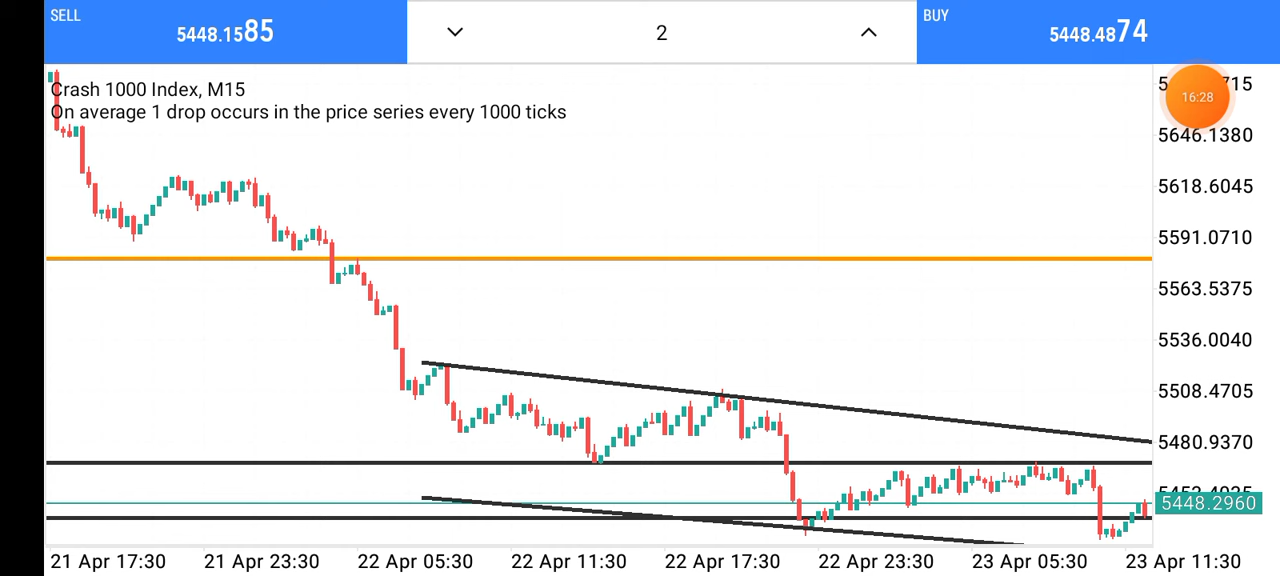 SELL
5448.1585
2
BUY
5448.4874
Crash 1000 Index, M15
On average 1 drop occurs in the price series every 1000 ticks
16:28
5646.1380
5618.6045
5591.0710
5563.5375
5536.0040
5508.4705
5480.9370
5448.2960
21 Apr 17:30
21 Apr 23:30
22 Apr 05:30
22 Apr 11:30
22 Apr 17:30
22 Apr 23:30
23 Apr 05:30
23 Apr 11:30